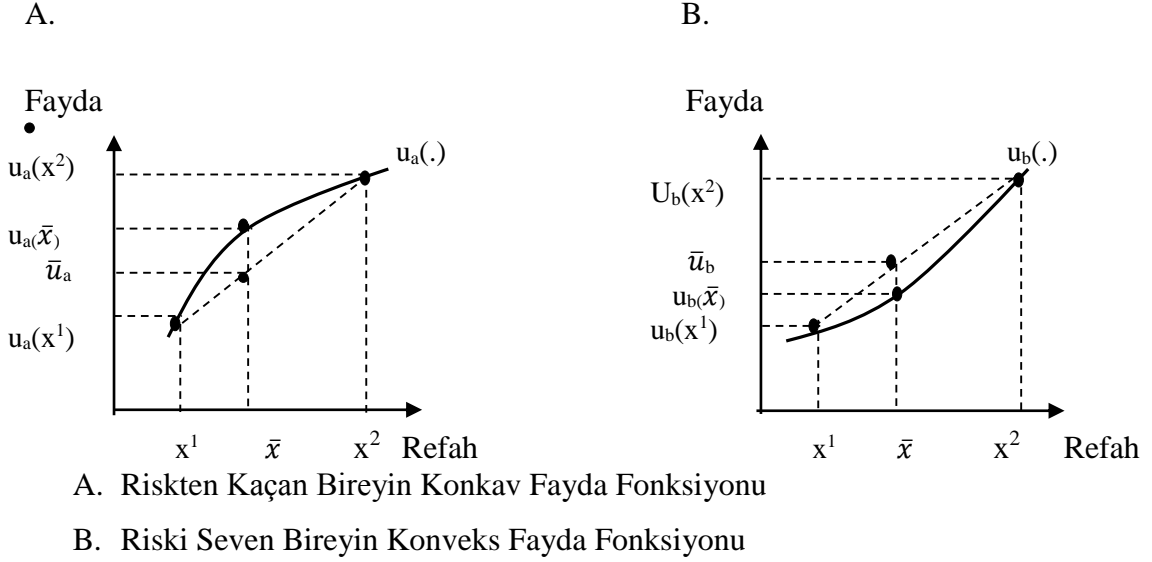 A.
B.
Fayda
Fayda
uₐ(x²)
uₐ(.)
uₐ₍x̄₎
ūₐ
uₐ(x¹)
x¹ x̄ x² Refah
u_b(.)
U_b(x²)
ū_b
u_b₍x̄₎
u_b(x¹)
x¹ x̄ x² Refah
A. Riskten Kaçan Bireyin Konkav Fayda Fonksiyonu
B. Riski Seven Bireyin Konveks Fayda Fonksiyonu